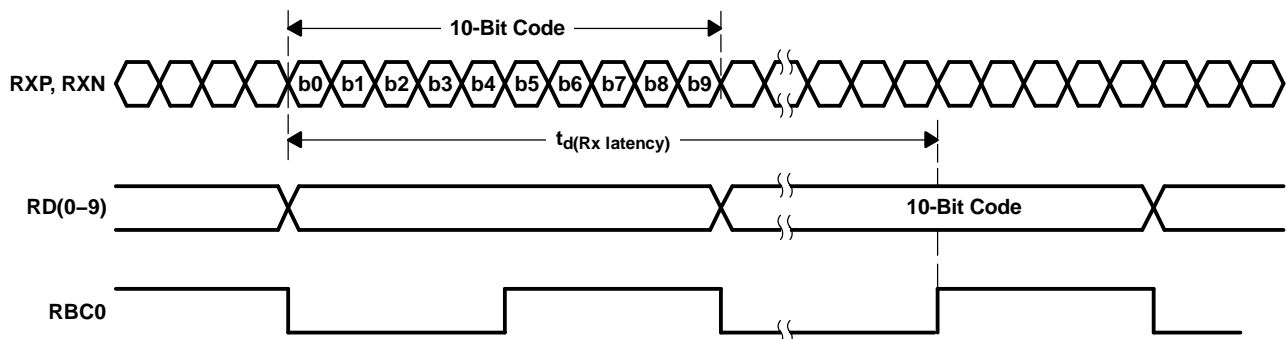 10-Bit Code
RXP, RXN
b0 b1 b2 b3 b4 b5 b6 b7 b8 b9
td(Rx latency)
RD(0–9)
10-Bit Code
RBC0